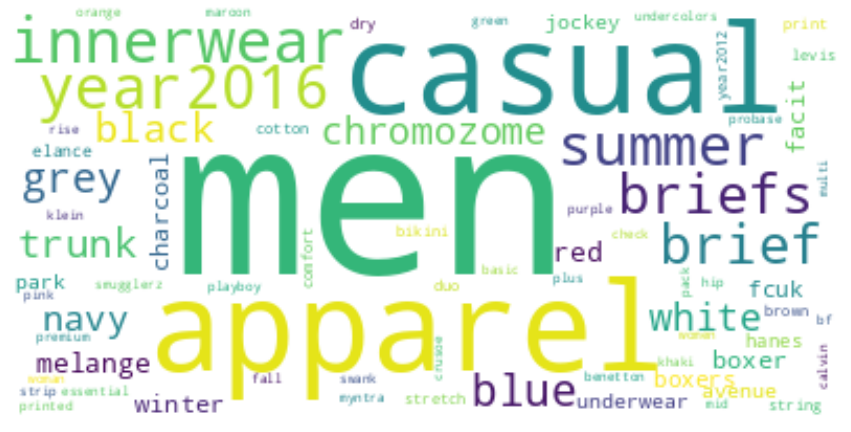 orange maroon
dry green jockey undercolors print
innerwear casual year2012 levis
year2016
rise black cotton chromozome probase facit
elance men summer
grey charcoal briefs multi
klein purple
trunk comfort bikini red check brief
park smugglerz playboy basic plus pack hip fcuk
pink duo brown
navy apparel white bf
premium women hanes
melange crusoe khaki boxer calvin
woman fall swank benetton boxers
strip essential myntra stretch blue underwear avenue
printed winter mid string